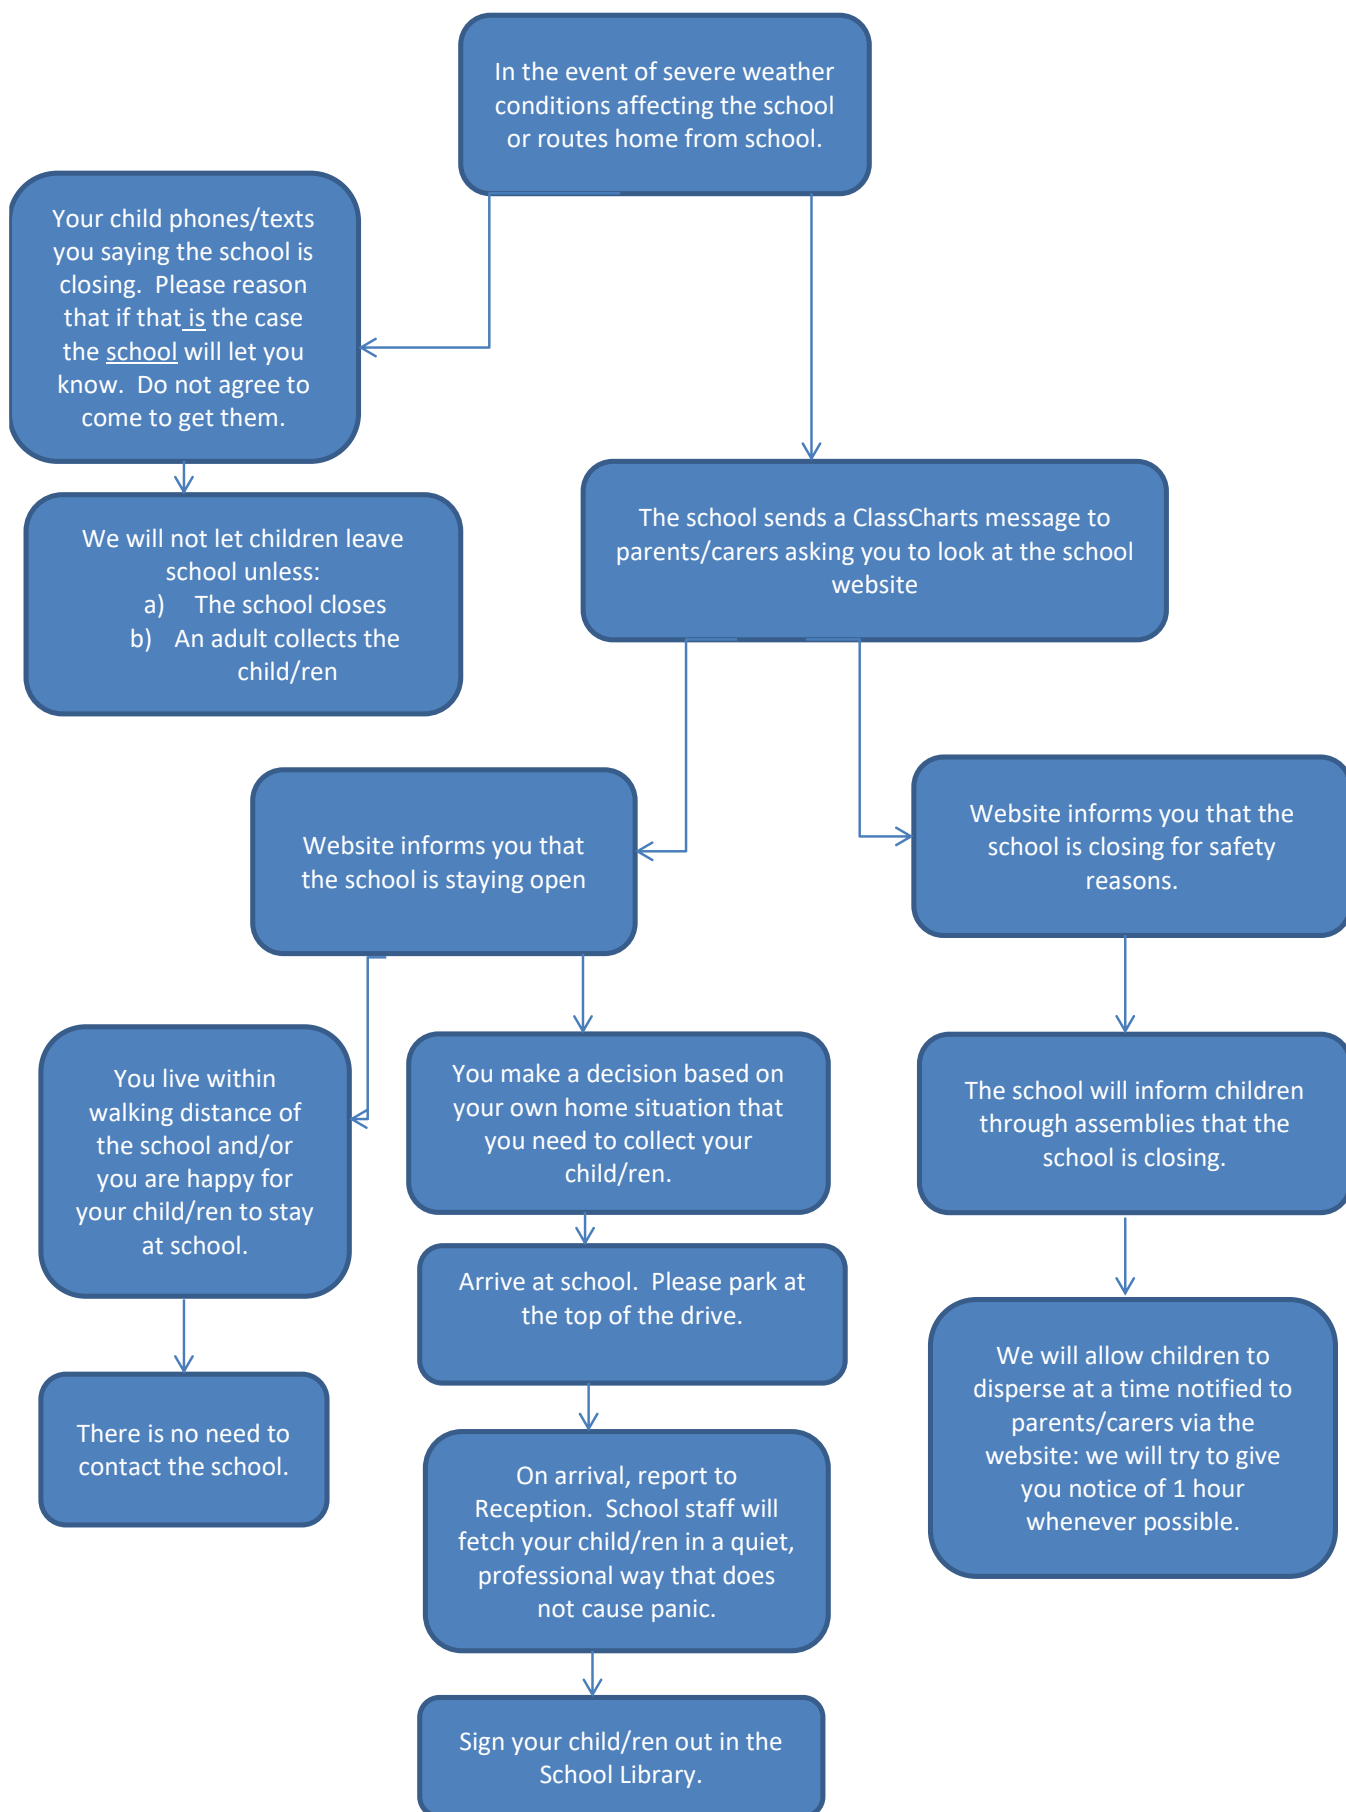 In the event of severe weather
conditions affecting the school
or routes home from school.
Your child phones/texts
you saying the school is
closing.  Please reason
that if that is the case
the school will let you
know.  Do not agree to
come to get them.
We will not let children leave
school unless:
a) The school closes
b) An adult collects the
child/ren
The school sends a ClassCharts message to
parents/carers asking you to look at the school
website
Website informs you that
the school is staying open
Website informs you that the
school is closing for safety
reasons.
You live within
walking distance of
the school and/or
you are happy for
your child/ren to stay
at school.
There is no need to
contact the school.
You make a decision based on
your own home situation that
you need to collect your
child/ren.
Arrive at school.  Please park at
the top of the drive.
On arrival, report to
Reception.  School staff will
fetch your child/ren in a quiet,
professional way that does
not cause panic.
Sign your child/ren out in the
School Library.
The school will inform children
through assemblies that the
school is closing.
We will allow children to
disperse at a time notified to
parents/carers via the
website: we will try to give
you notice of 1 hour
whenever possible.